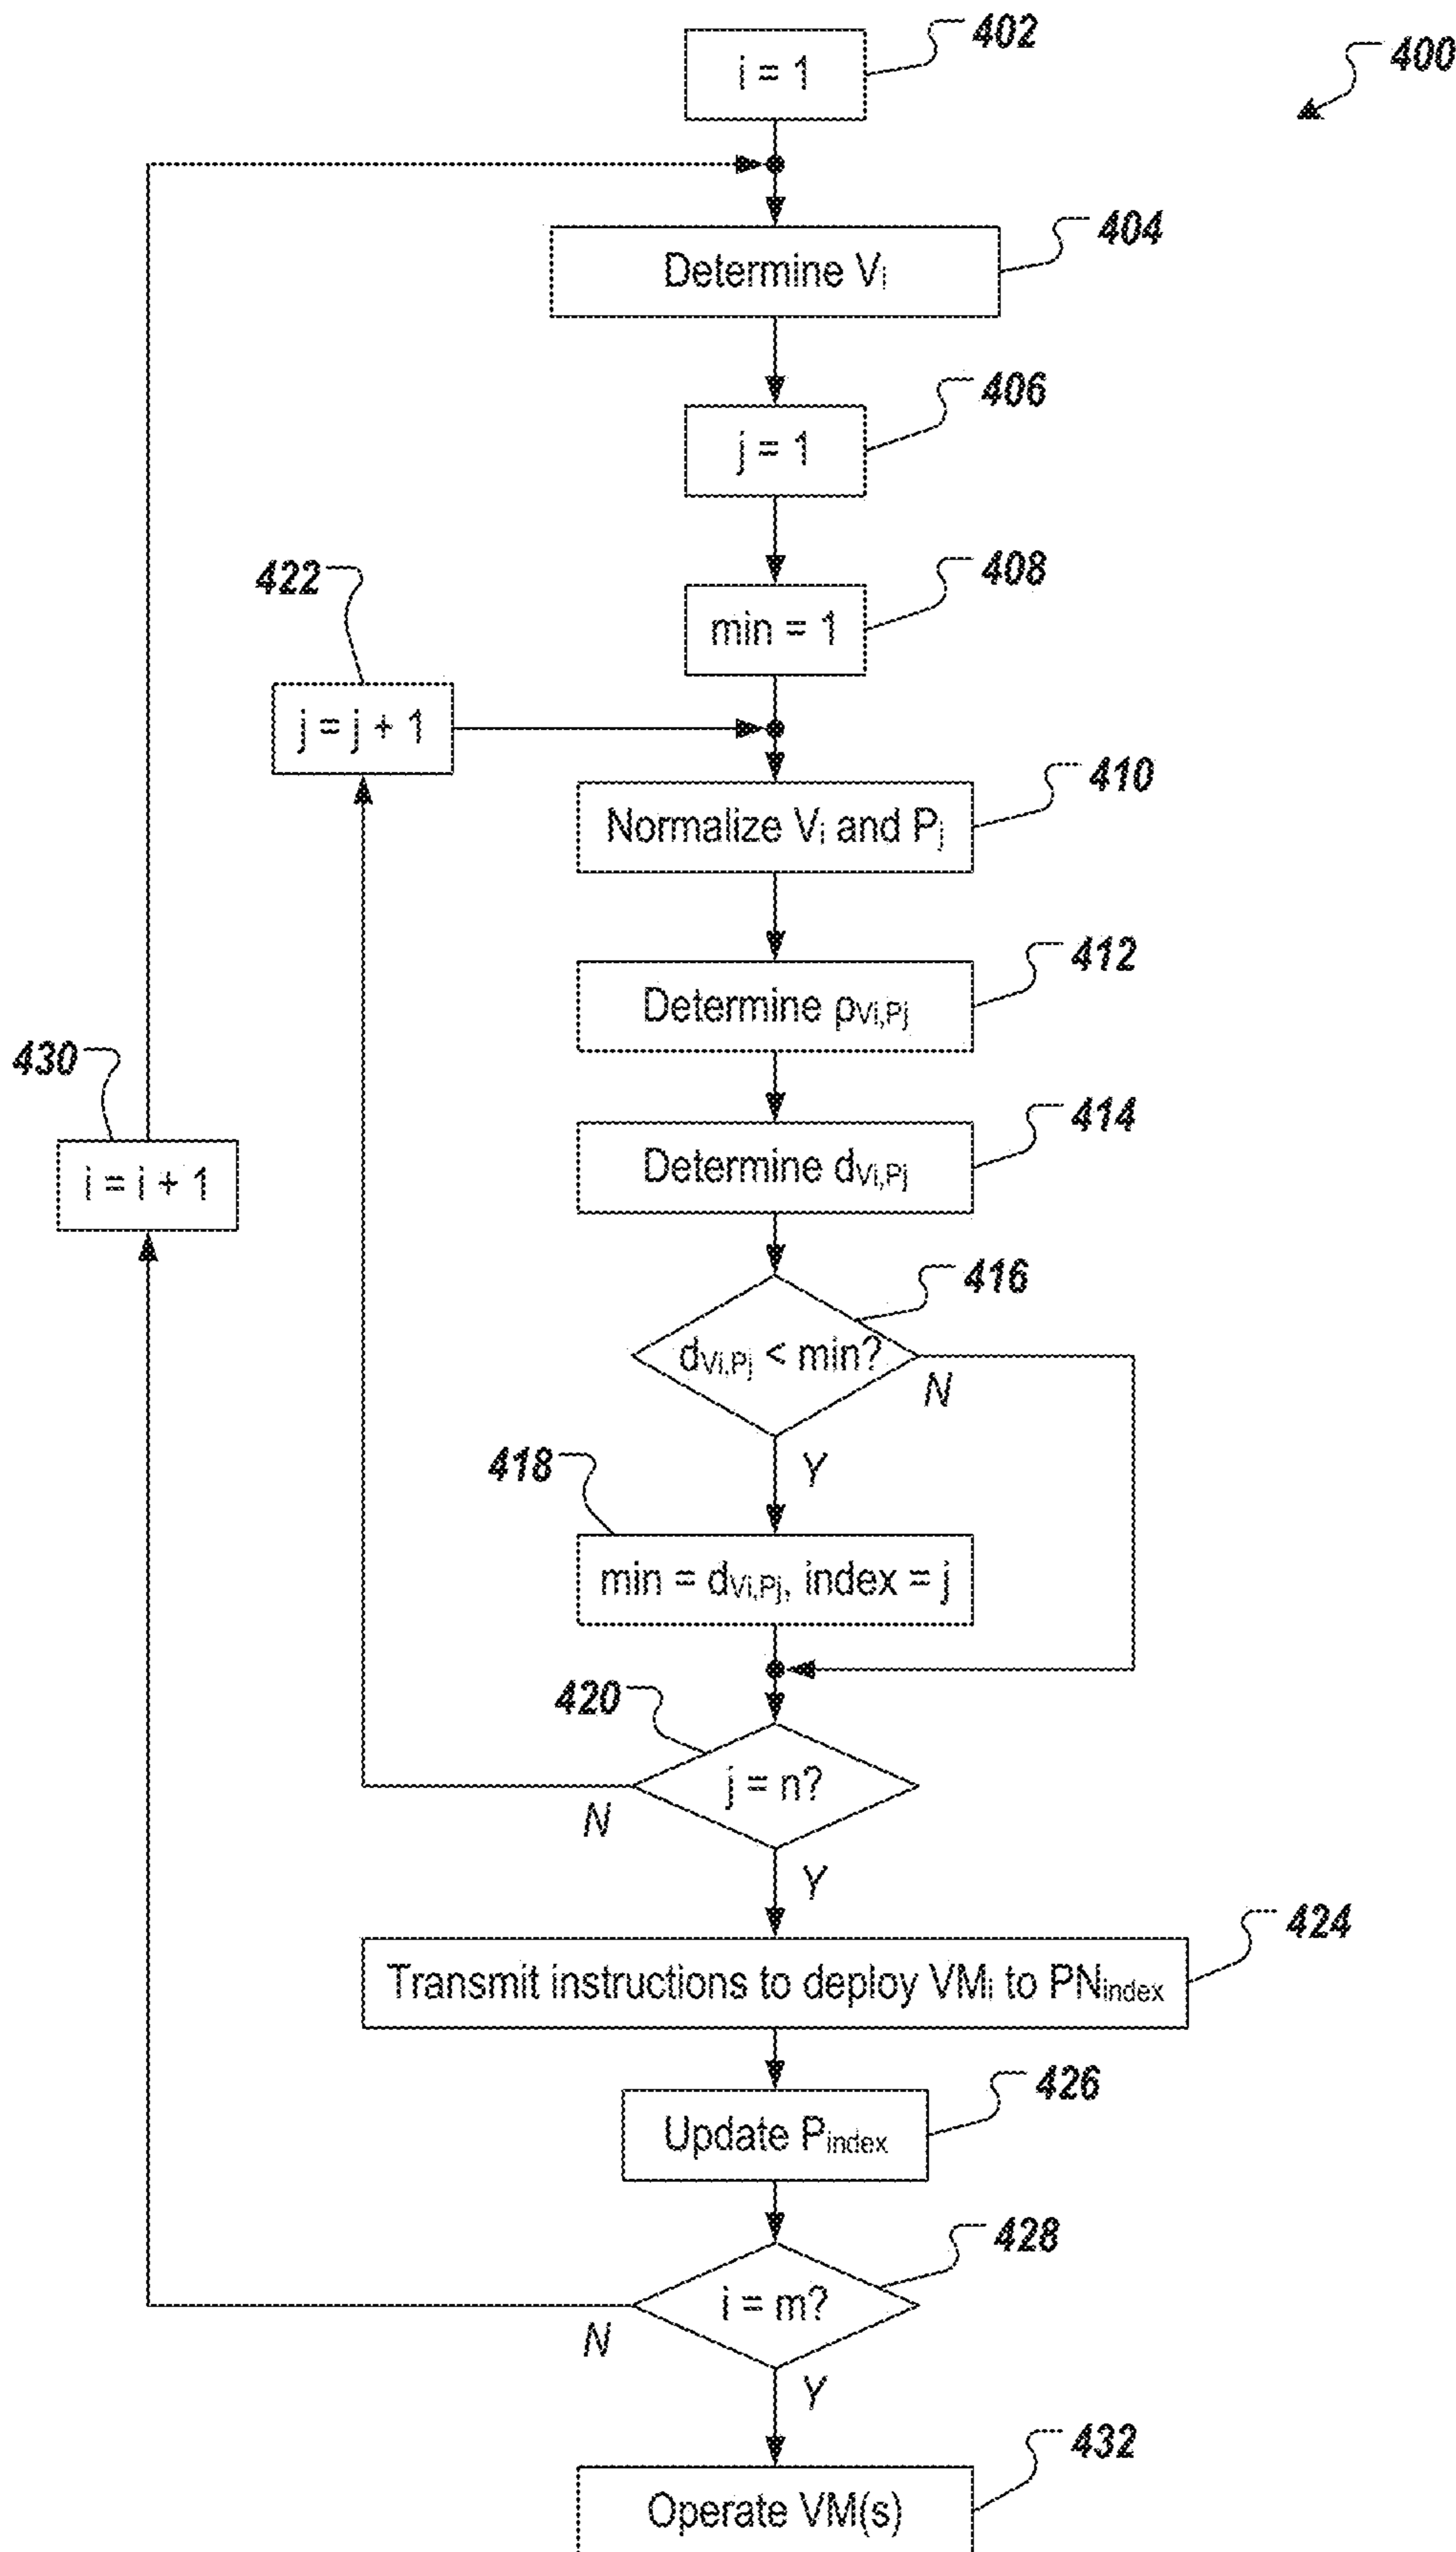 402
400
i = 1
404
Determine Vi
406
j = 1
408
min = 1
422
j = j + 1
410
Normalize Vi and Pj
412
Determine ρVi,Pj
430
414
i = i + 1
Determine dVi,Pj
416
dVi,Pj < min?
N
Y
418
min = dVi,Pj, index = j
420
j = n?
N
Y
424
Transmit instructions to deploy VMi to PNindex
426
Update Pindex
428
i = m?
N
Y
432
Operate VM(s)